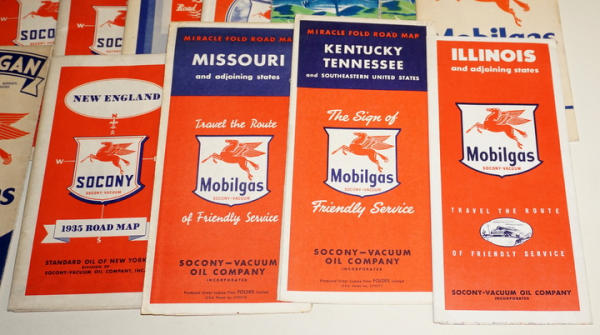 GAN
NEW ENGLAND
SOCONY
SOCONY-VACUUM
1935 ROAD MAP
STANDARD OIL OF NEW YORK
DIVISION OF
SOCONY-VACUUM OIL COMPANY, INC.
MIRACLE FOLD ROAD MAP
MISSOURI
and adjoining states
Travel the Route
Mobilgas
SOCONY-VACUUM
of Friendly Service
SOCONY-VACUUM
OIL COMPANY
INCORPORATED
MIRACLE FOLD ROAD MAP
KENTUCKY
TENNESSEE
and SOUTHEASTERN UNITED STATES
The Sign of
Mobilgas
SOCONY-VACUUM
Friendly Service
SOCONY-VACUUM
OIL COMPANY
INCORPORATED
ILLINOIS
and adjoining states
Mobilgas
SOCONY-VACUUM
TRAVEL THE ROUTE
OF FRIENDLY SERVICE
SOCONY-VACUUM OIL COMPANY
INCORPORATED